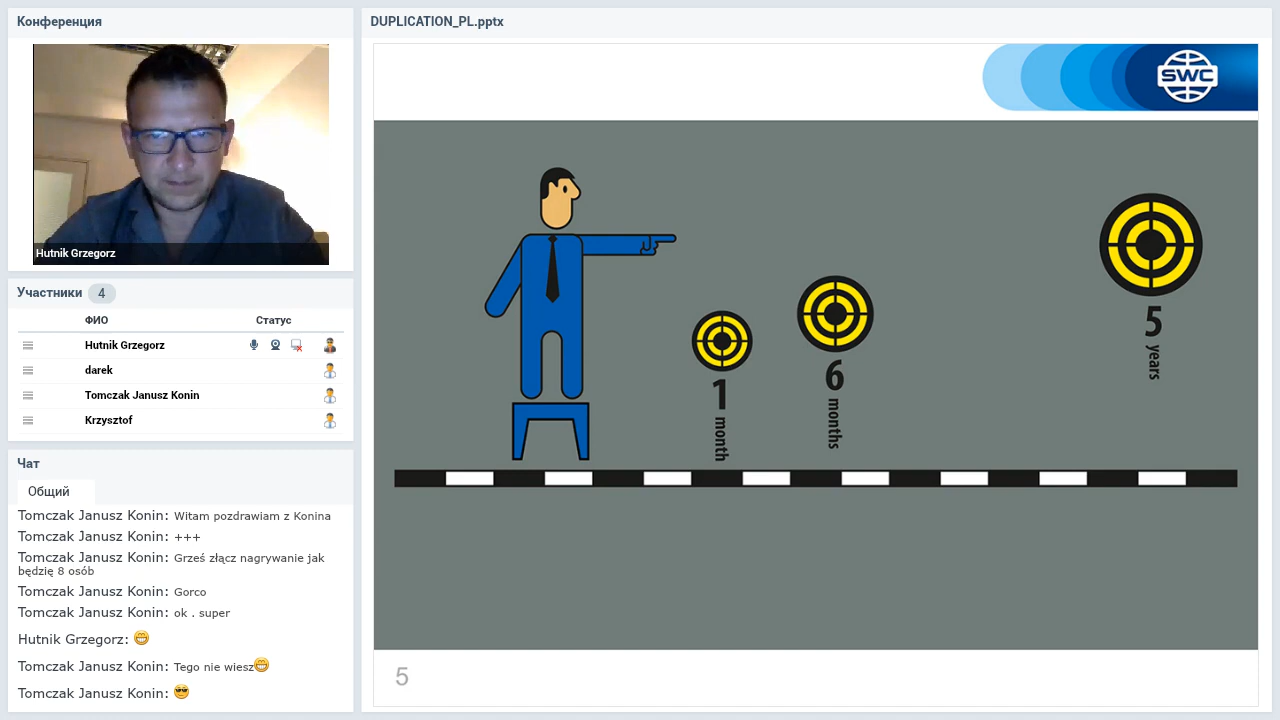 Конференция
Hutnik Grzegorz
Участники 4
ФИО Статус
Hutnik Grzegorz
darek
Tomczak Janusz Konin
Krzysztof
Чат
Общий
Tomczak Janusz Konin: Witam pozdrawiam z Konina
Tomczak Janusz Konin: +++
Tomczak Janusz Konin: Grześ złącz nagrywanie jak
będzię 8 osób
Tomczak Janusz Konin: Gorco
Tomczak Janusz Konin: ok . super
Hutnik Grzegorz: 😁
Tomczak Janusz Konin: Tego nie wiesz😁
Tomczak Janusz Konin: 😎
DUPLICATION_PL.pptx
SWC
1
month
6
months
5
years
5